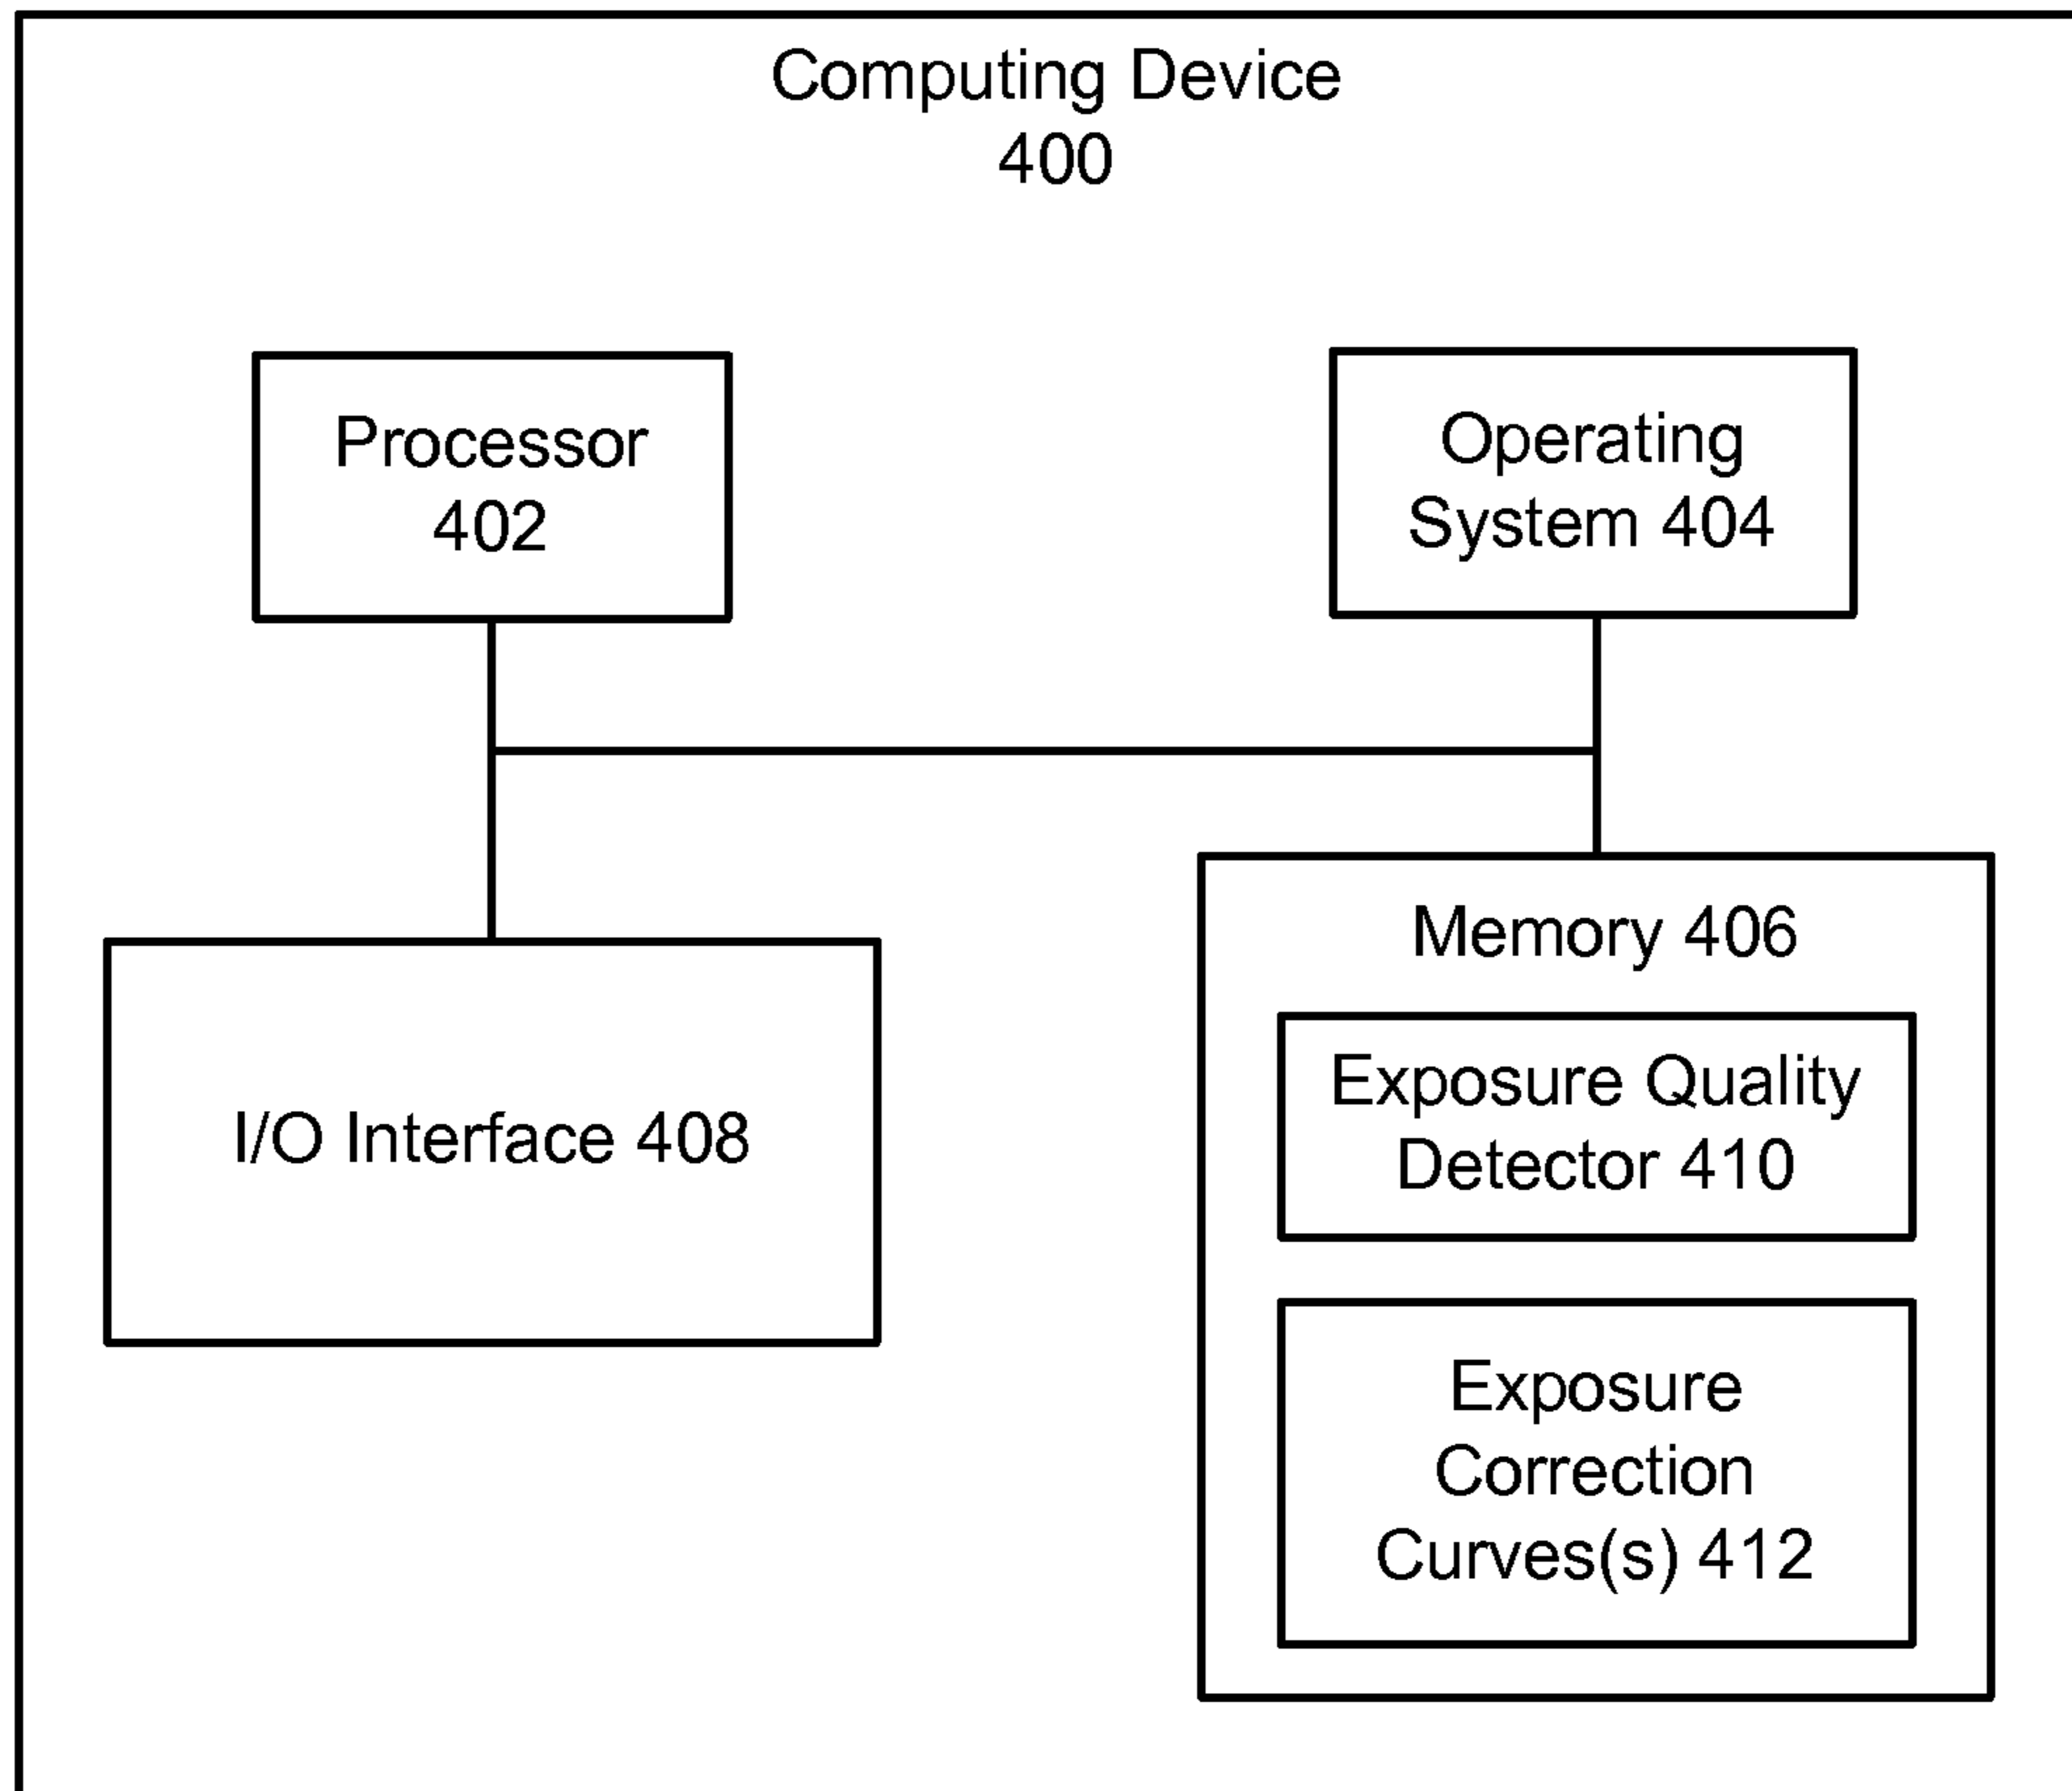 Computing Device
400
Processor
402
Operating
System 404
I/O Interface 408
Memory 406
Exposure Quality
Detector 410
Exposure
Correction
Curves(s) 412